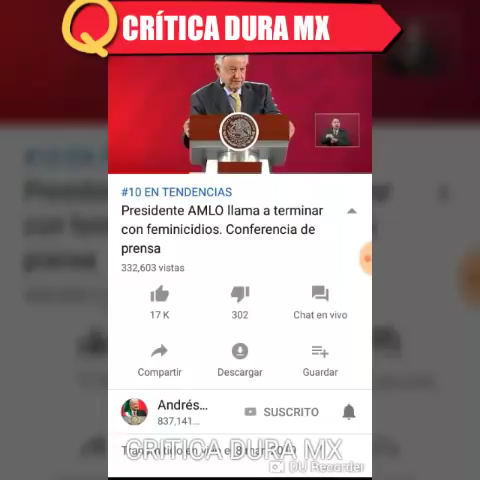 CRÍTICA DURA MX
#10 EN TENDENCIAS
Presidente AMLO llama a terminar
con feminicidios. Conferencia de
prensa
332,603 vistas
17 K
302
Chat en vivo
Compartir
Descargar
Guardar
Andrés...
837,141...
SUSCRITO
CRITICA DURA MX
DU Recorder